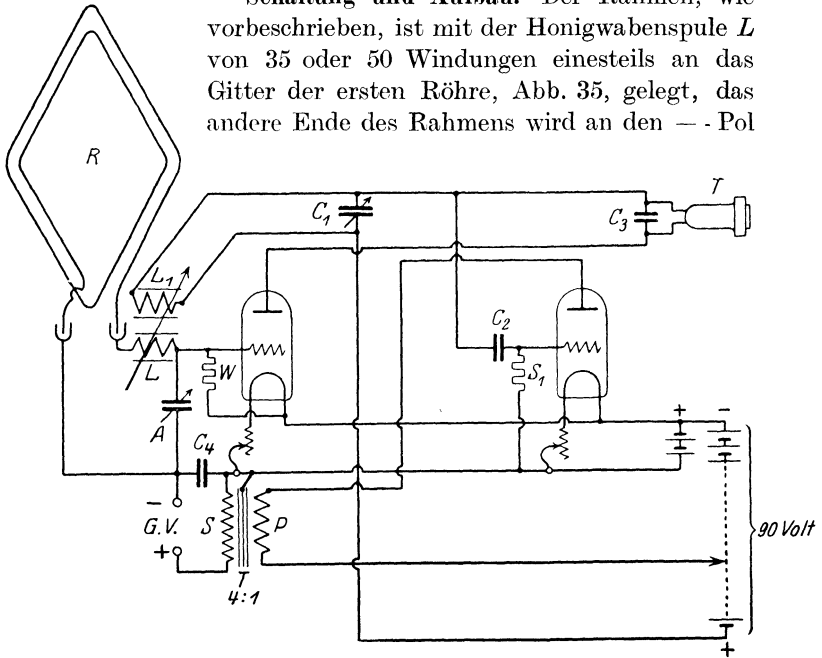 Schaltung und Aufbau. Der Rahmen, wie
vorbeschrieben, ist mit der Honigwabenspule L
von 35 oder 50 Windungen einesteils an das
Gitter der ersten Röhre, Abb. 35, gelegt, das
andere Ende des Rahmens wird an den — - Pol
R
T
C1
C3
L1
C2
L
W
S1
A
C4
+ −
−
G.V.
S
P
+
90 Volt
4:1
+